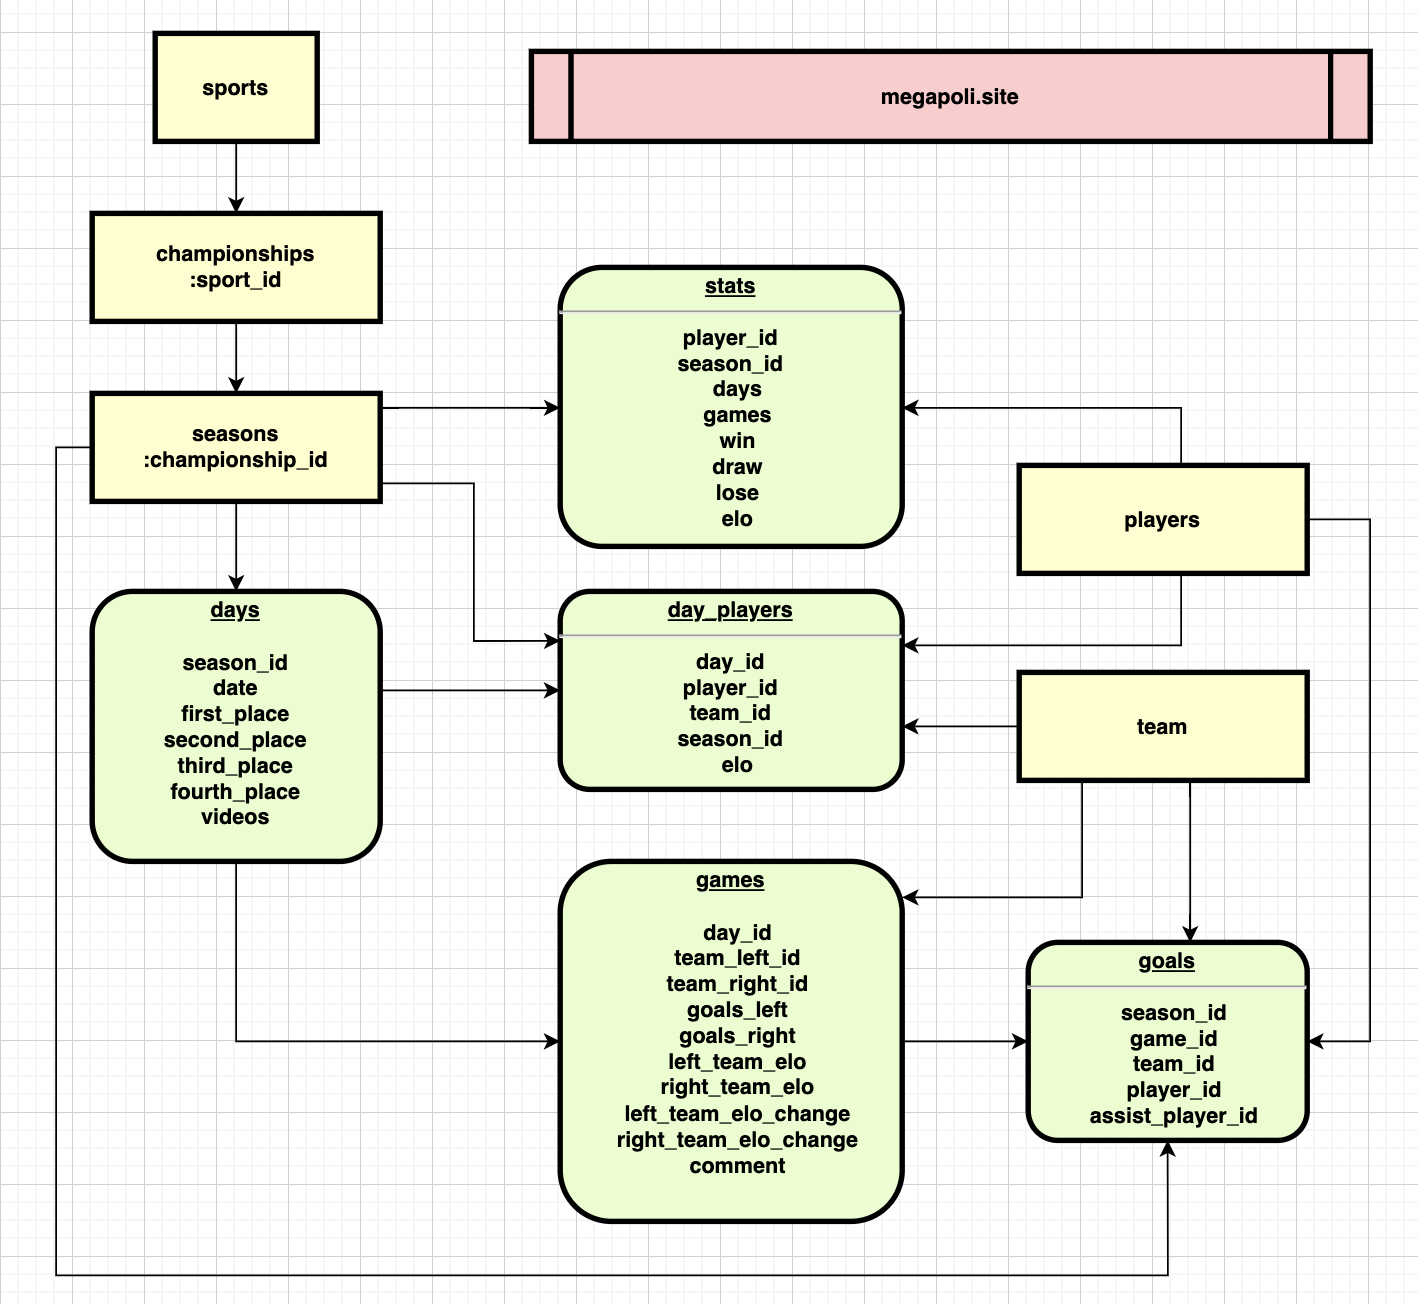 sports
megapoli.site
championships
:sport_id
seasons
:championship_id
stats
player_id
season_id
days
games
win
draw
lose
elo
players
days
season_id
date
first_place
second_place
third_place
fourth_place
videos
day_players
day_id
player_id
team_id
season_id
elo
team
games
day_id
team_left_id
team_right_id
goals_left
goals_right
left_team_elo
right_team_elo
left_team_elo_change
right_team_elo_change
comment
goals
season_id
game_id
team_id
player_id
assist_player_id